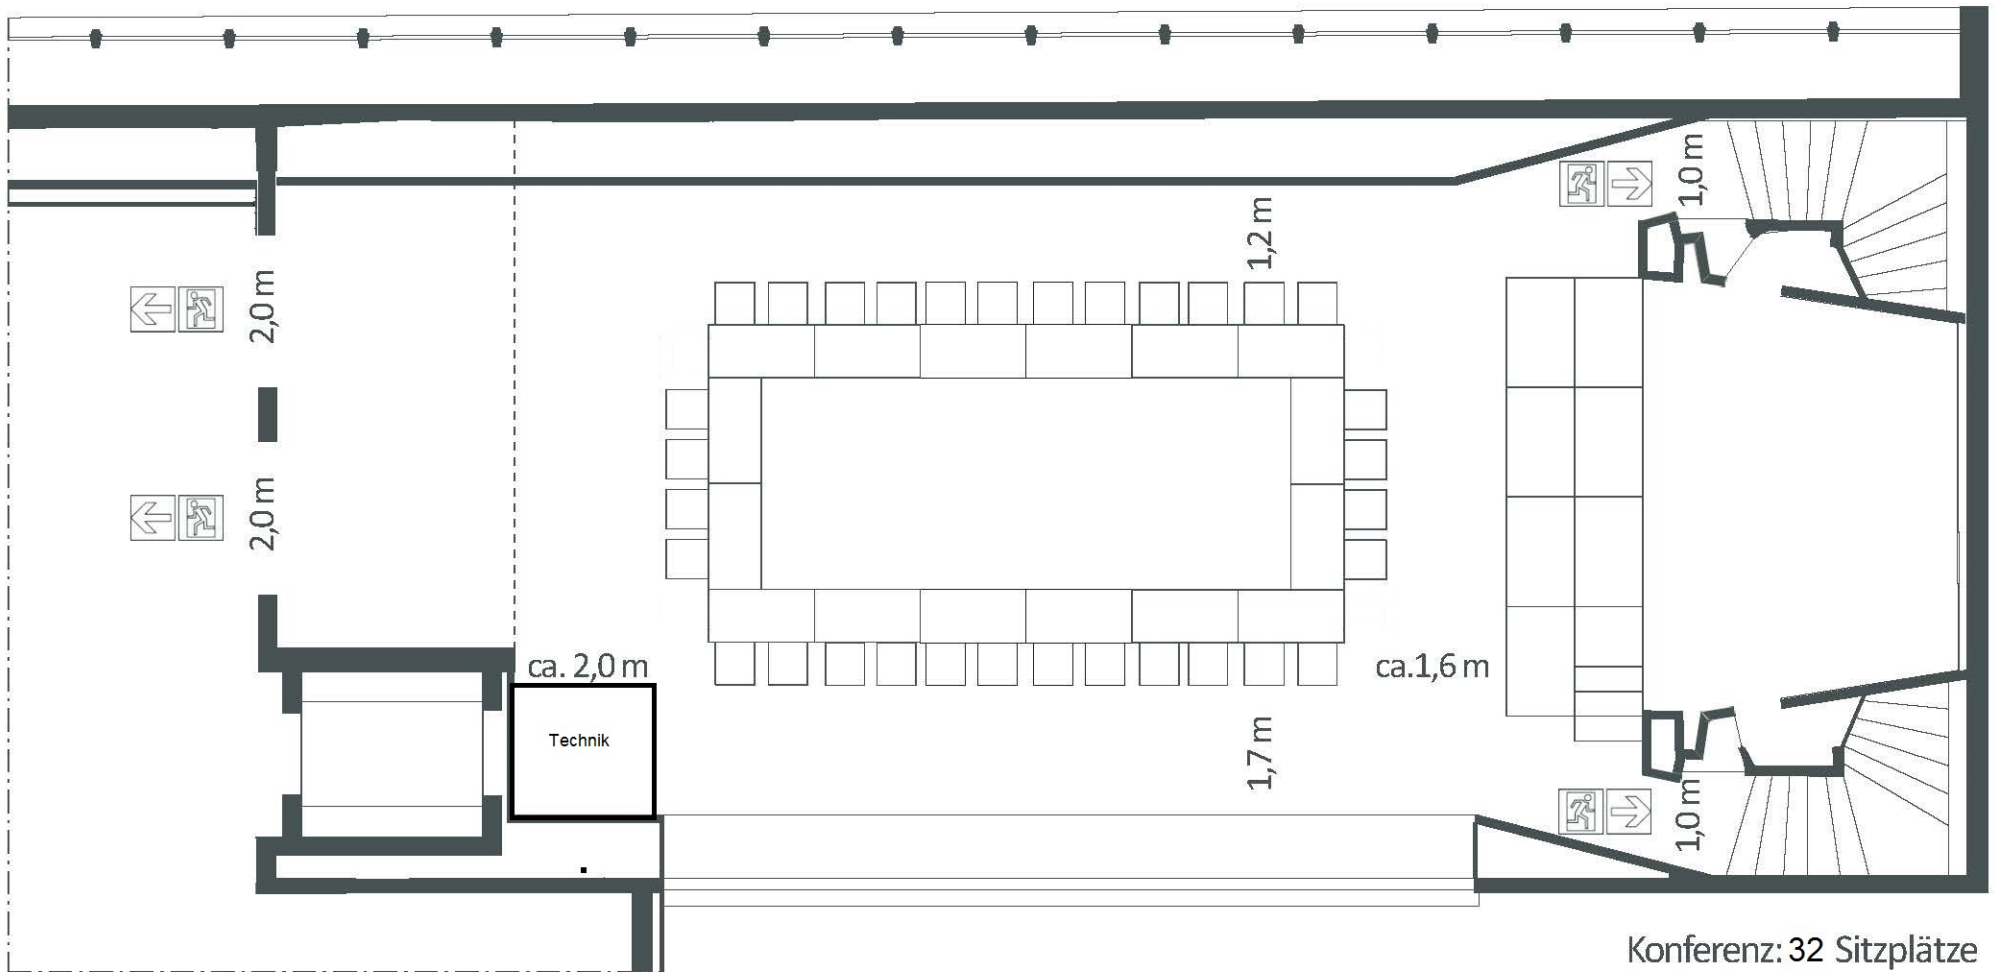 1,0 m
1,2 m
2,0 m
2,0 m
ca. 2,0 m
ca.1,6 m
Technik
1,7 m
1,0 m
Konferenz: 32 Sitzplätze